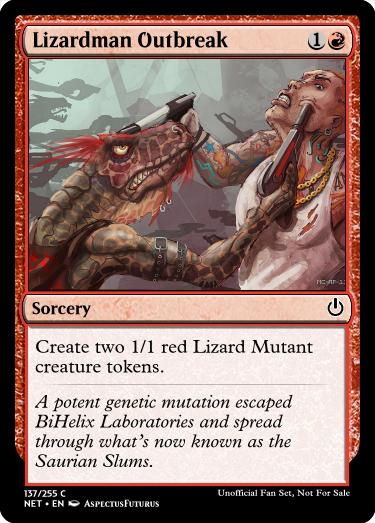 Lizardman Outbreak 1
Sorcery
Create two 1/1 red Lizard Mutant
creature tokens.
A potent genetic mutation escaped
BiHelix Laboratories and spread
through what's now known as the
Saurian Slums.
137/255 C
Unofficial Fan Set, Not For Sale
NET • EN AspectusFuturus